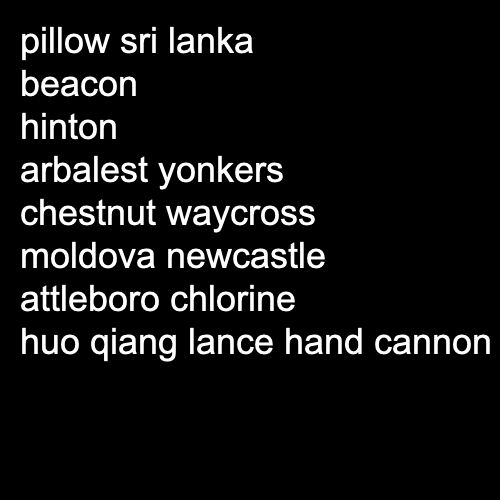 pillow sri lanka
beacon
hinton
arbalest yonkers
chestnut waycross
moldova newcastle
attleboro chlorine
huo qiang lance hand cannon